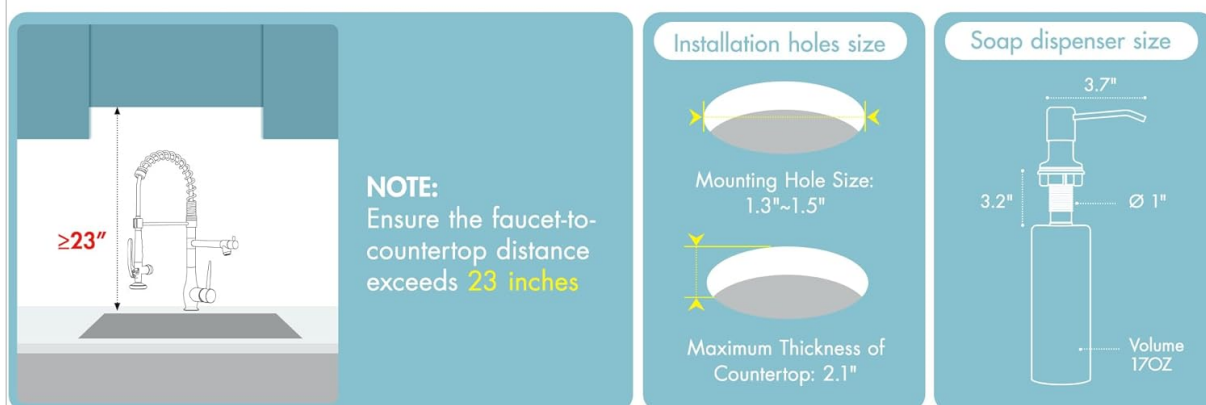 ≥23"
NOTE:
Ensure the faucet-to-
countertop distance
exceeds 23 inches
Installation holes size
Mounting Hole Size:
1.3"~1.5"
Maximum Thickness of
Countertop: 2.1"
Soap dispenser size
3.7"
3.2"
Ø 1"
Volume
17OZ